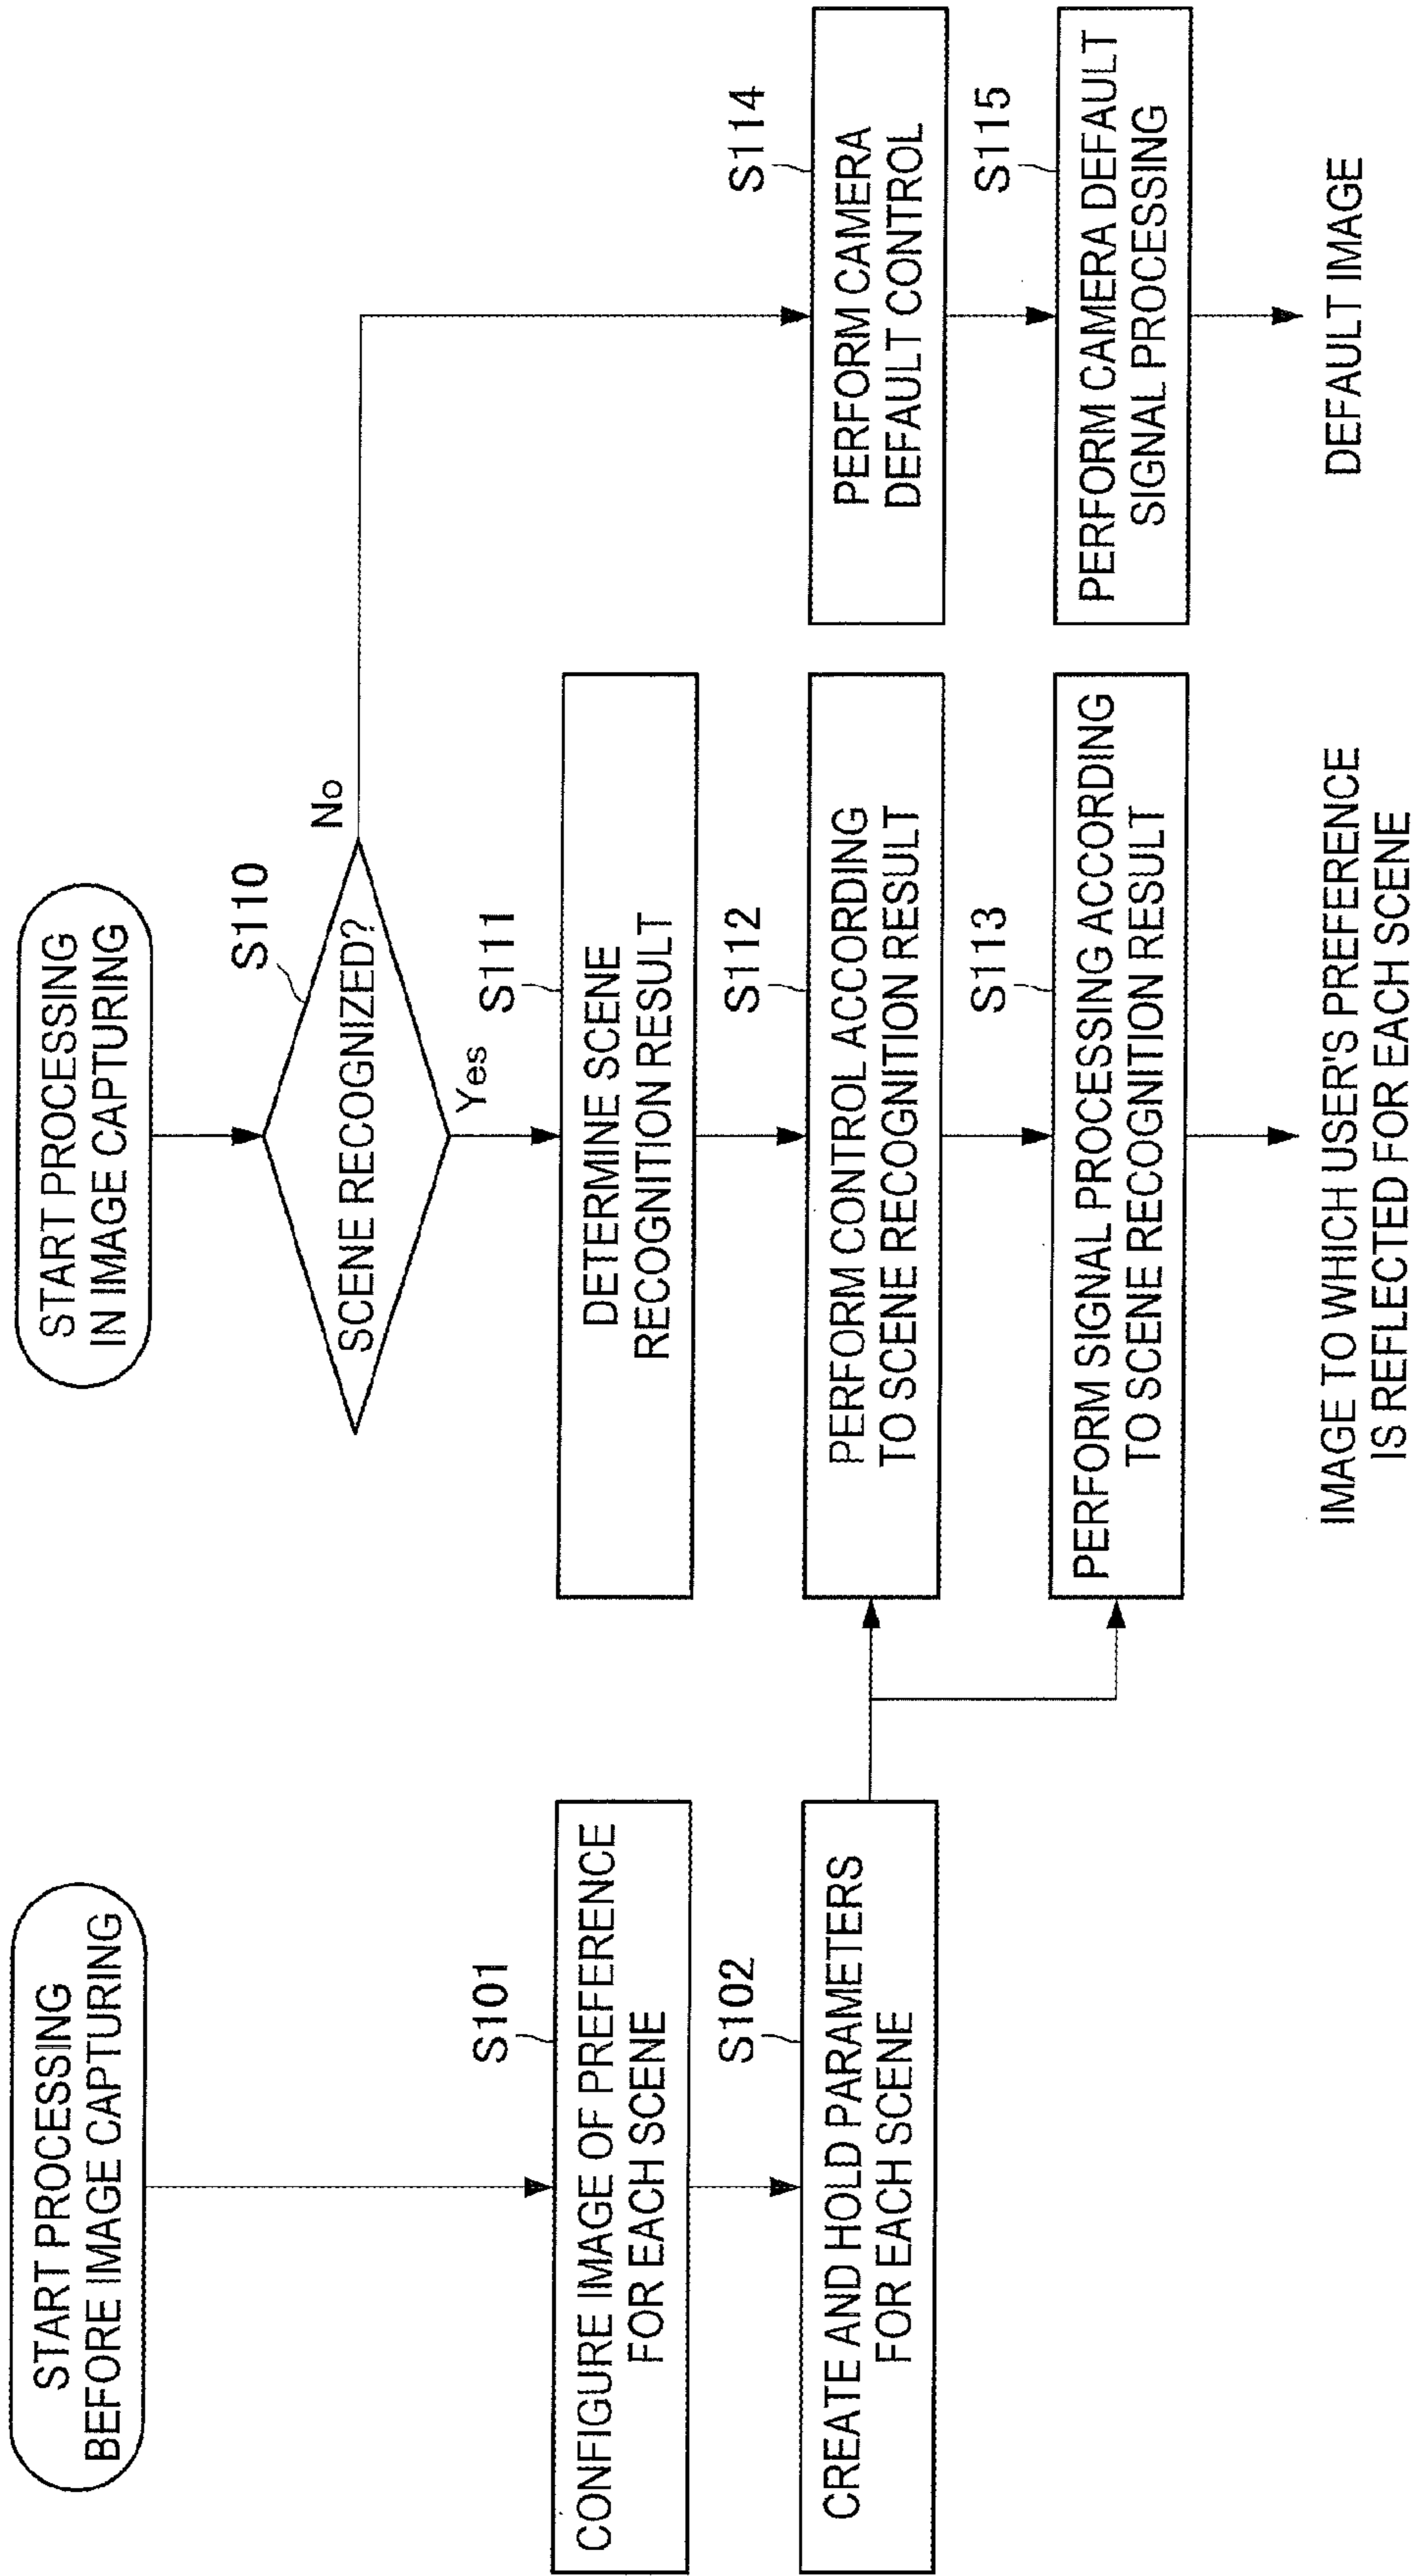 START PROCESSING
BEFORE IMAGE CAPTURING
S101
CONFIGURE IMAGE OF PREFERENCE
FOR EACH SCENE
S102
CREATE AND HOLD PARAMETERS
FOR EACH SCENE
START PROCESSING
IN IMAGE CAPTURING
S110
SCENE RECOGNIZED?
No
Yes
S111
DETERMINE SCENE
RECOGNITION RESULT
S112
PERFORM CONTROL ACCORDING
TO SCENE RECOGNITION RESULT
S113
PERFORM SIGNAL PROCESSING ACCORDING
TO SCENE RECOGNITION RESULT
IMAGE TO WHICH USER'S PREFERENCE
IS REFLECTED FOR EACH SCENE
S114
PERFORM CAMERA
DEFAULT CONTROL
S115
PERFORM CAMERA DEFAULT
SIGNAL PROCESSING
DEFAULT IMAGE